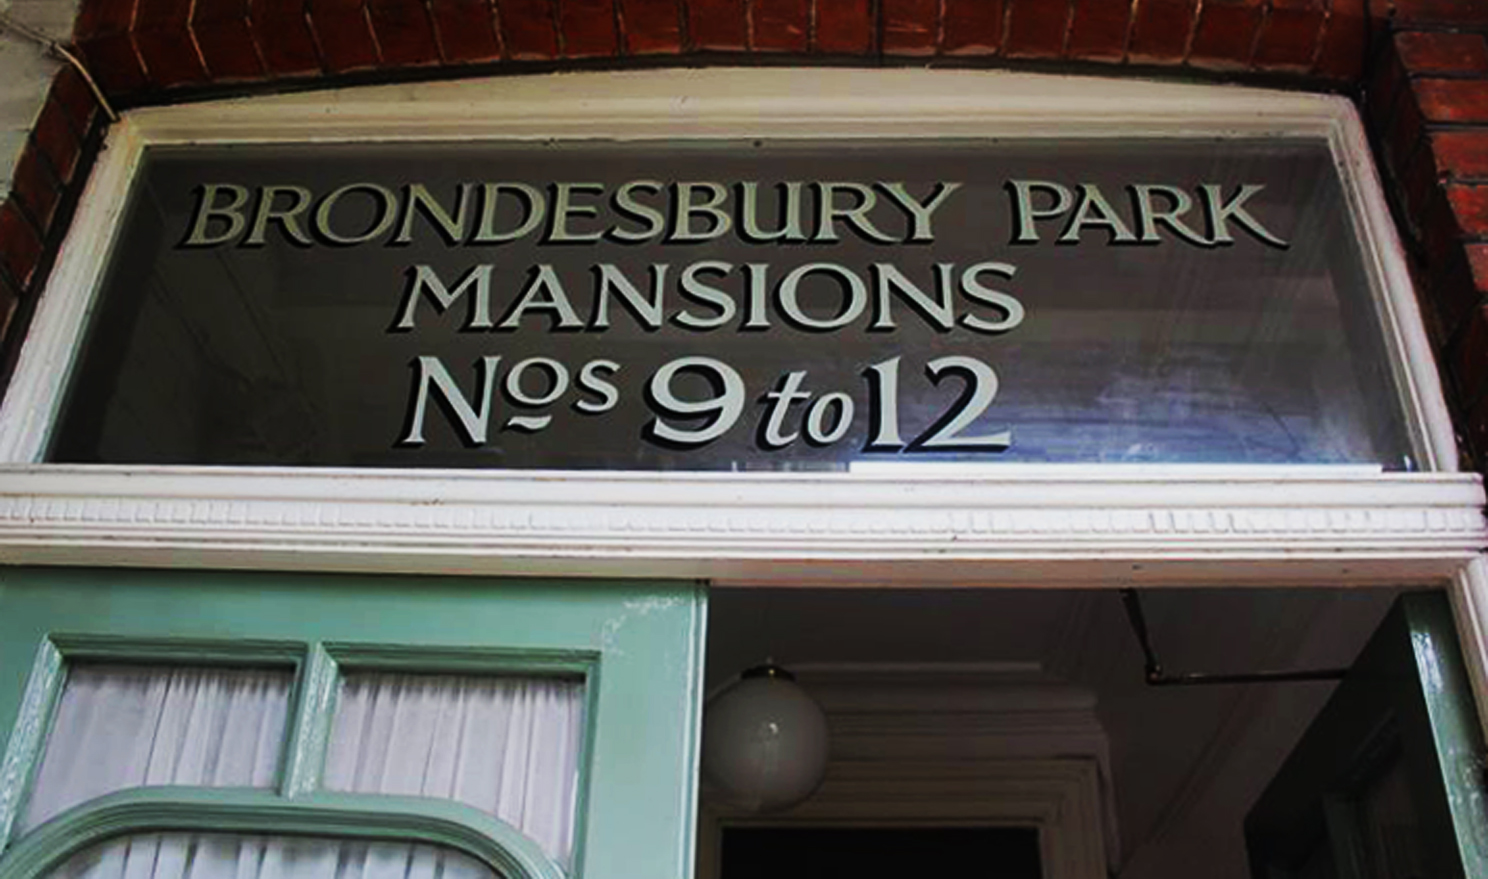 BRONDESBURY PARK
MANSIONS
Nos 9 to 12